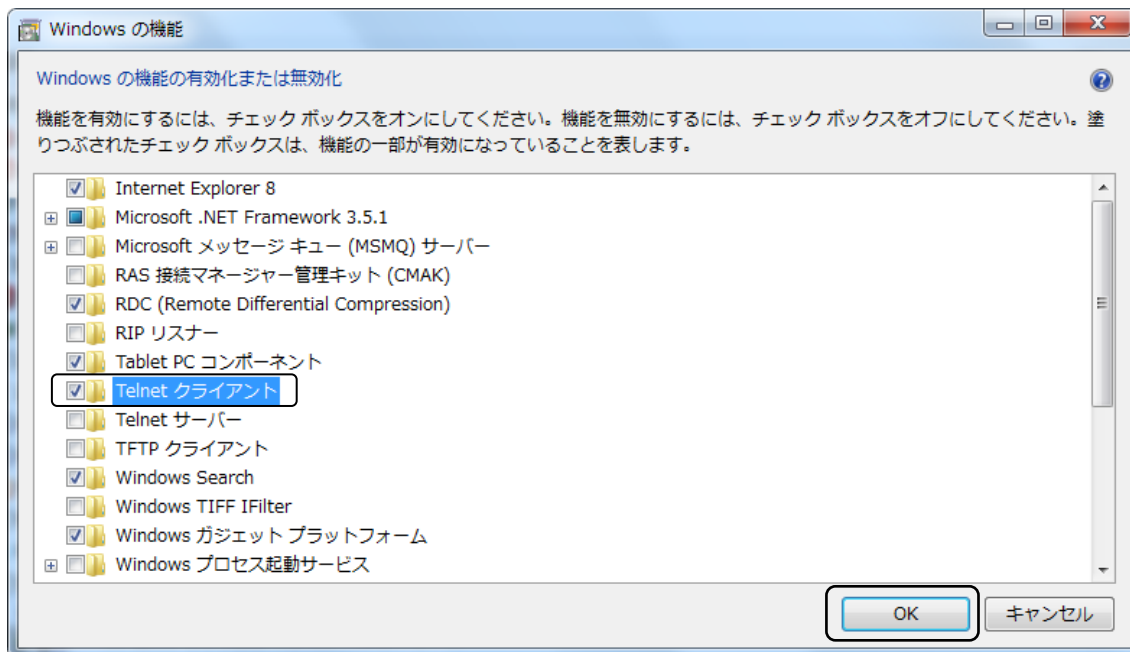 Windows の機能
Windows の機能の有効化または無効化
機能を有効にするには、チェック ボックスをオンにしてください。機能を無効にするには、チェック ボックスをオフにしてください。塗
りつぶされたチェック ボックスは、機能の一部が有効になっていることを表します。
Internet Explorer 8
Microsoft .NET Framework 3.5.1
Microsoft メッセージ キュー (MSMQ) サーバー
RAS 接続マネージャー管理キット (CMAK)
RDC (Remote Differential Compression)
RIP リスナー
Tablet PC コンポーネント
Telnet クライアント
Telnet サーバー
TFTP クライアント
Windows Search
Windows TIFF IFilter
Windows ガジェット プラットフォーム
Windows プロセス起動サービス
OK キャンセル